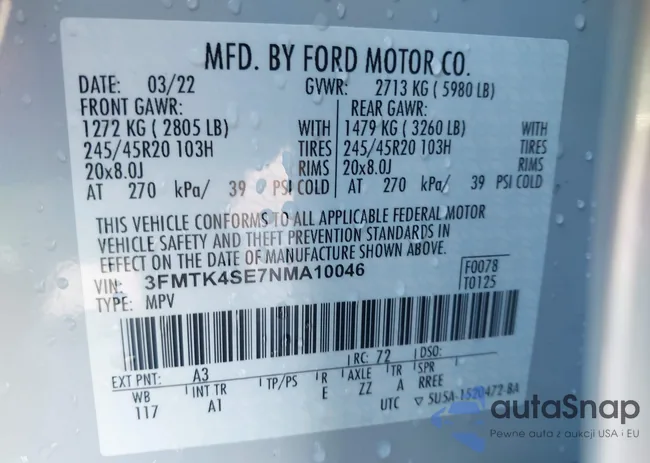 MFD. BY FORD MOTOR CO.
DATE: 03/22 GVWR: 2713 KG ( 5980 LB)
FRONT GAWR: REAR GAWR:
1272 KG ( 2805 LB) WITH 1479 KG ( 3260 LB) WITH
245/45R20 103H TIRES 245/45R20 103H TIRES
20x8.0J RIMS 20x8.0J RIMS
AT 270 kPa/ 39 PSI COLD AT 270 kPa/ 39 PSI COLD
THIS VEHICLE CONFORMS TO ALL APPLICABLE FEDERAL MOTOR
VEHICLE SAFETY AND THEFT PREVENTION STANDARDS IN
EFFECT ON THE DATE OF MANUFACTURE SHOWN ABOVE.
VIN: 3FMTK4SE7NMA10046 F0078
TYPE: MPV T0125
EXT PNT: A3 RC: 72 DSO:
WB INT TR TP/PS R AXLE TR SPR
117 A1 E ZZ A RREE
UTC ▽ 5USA-1520472-BA
autaSnap
Pewne auta z aukcji USA i EU